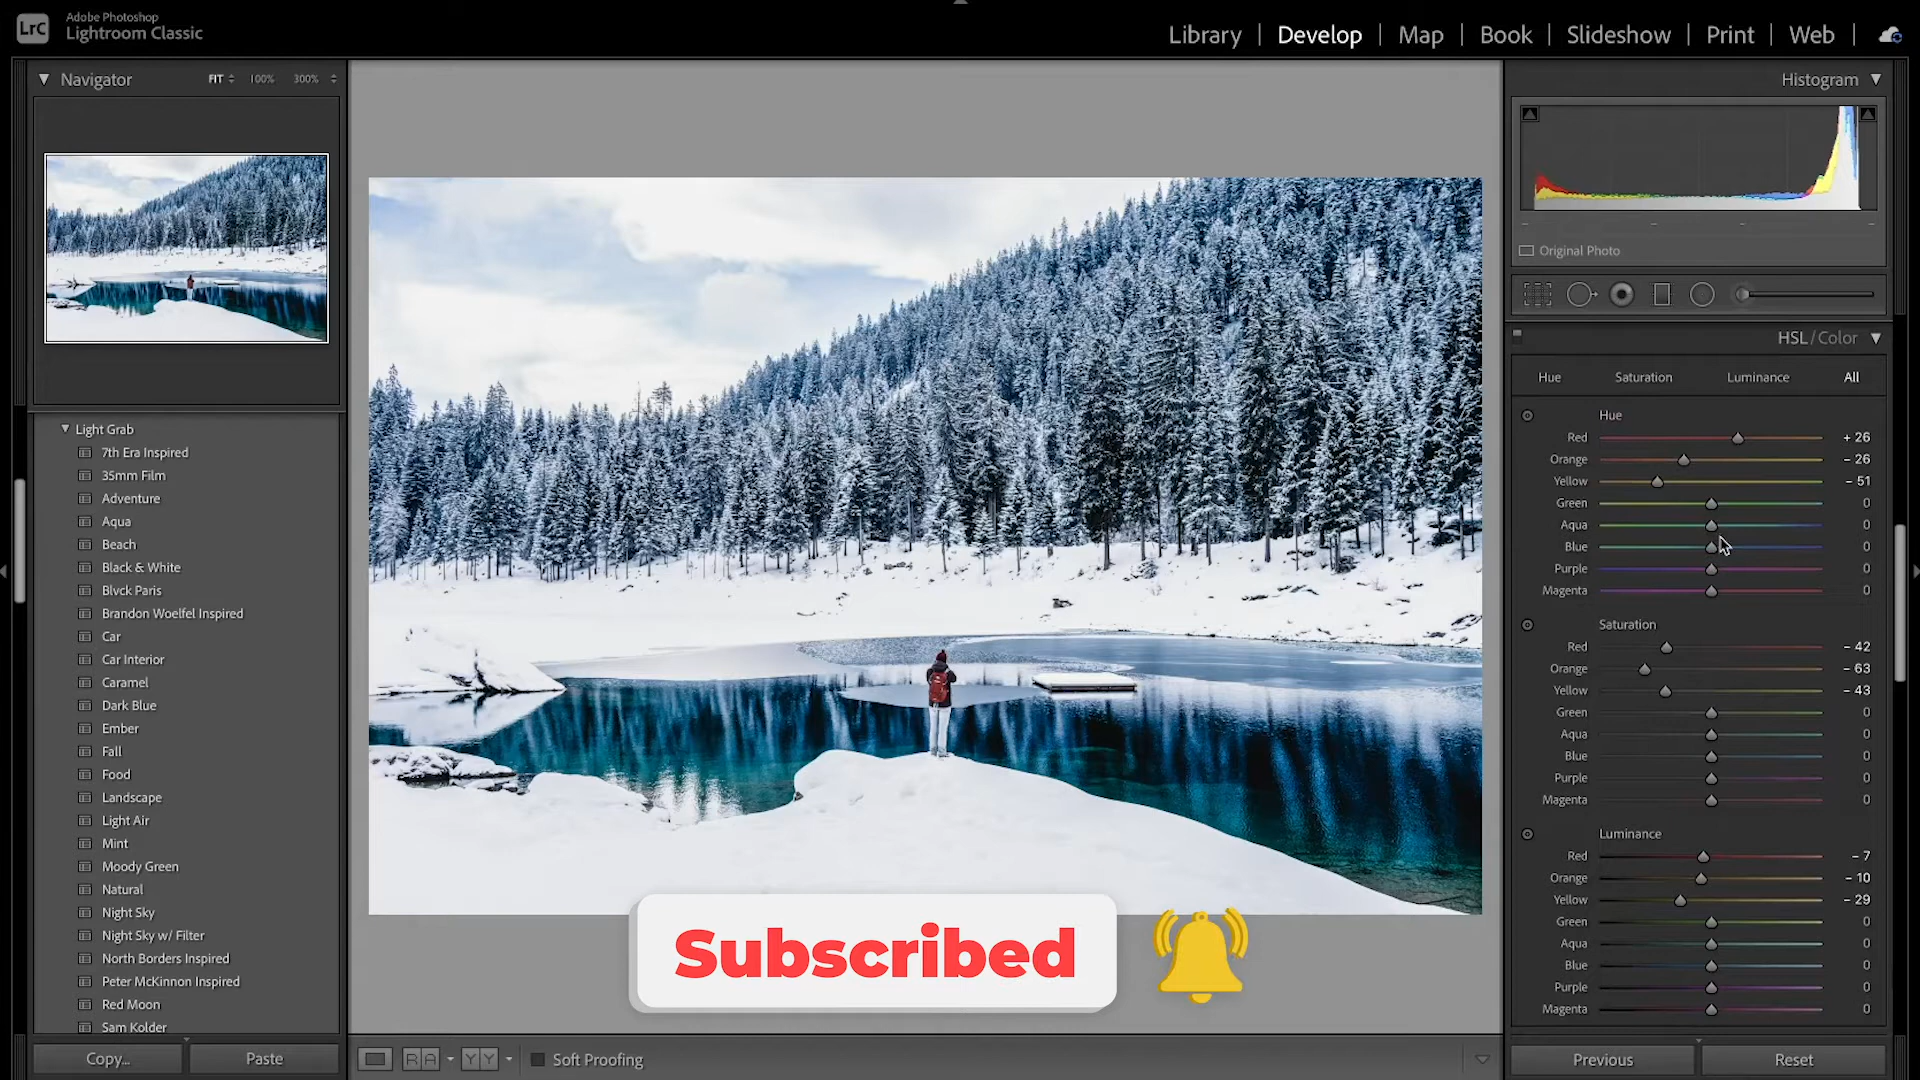 LrC
Adobe Photoshop
Lightroom Classic
Library | Develop | Map | Book | Slideshow | Print | Web
Navigator FIT 100% 300%
Light Grab
7th Era Inspired
35mm Film
Adventure
Aqua
Beach
Black & White
Blvck Paris
Brandon Woelfel Inspired
Car
Car Interior
Caramel
Dark Blue
Ember
Fall
Food
Landscape
Light Air
Mint
Moody Green
Natural
Night Sky
Night Sky w/ Filter
North Borders Inspired
Peter McKinnon Inspired
Red Moon
Sam Kolder
Copy... Paste
Subscribed
R A Y Y Soft Proofing
Histogram
Original Photo
HSL / Color
Hue Saturation Luminance All
Hue
Red + 26
Orange - 26
Yellow - 51
Green 0
Aqua 0
Blue 0
Purple 0
Magenta 0
Saturation
Red - 42
Orange - 63
Yellow - 43
Green 0
Aqua 0
Blue 0
Purple 0
Magenta 0
Luminance
Red - 7
Orange - 10
Yellow - 29
Green 0
Aqua 0
Blue 0
Purple 0
Magenta 0
Previous Reset